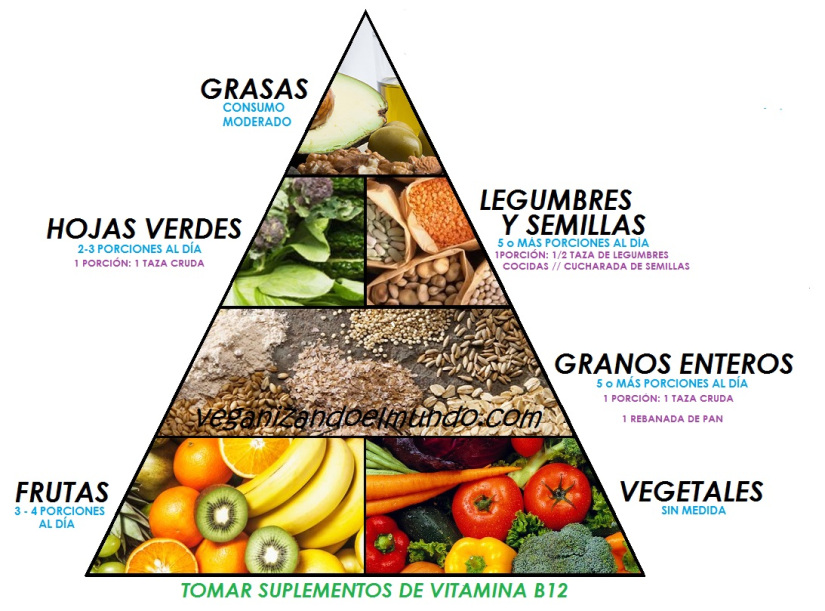 GRASAS
CONSUMO
MODERADO
HOJAS VERDES
2-3 PORCIONES AL DÍA
1 PORCIÓN: 1 TAZA CRUDA
LEGUMBRES
Y SEMILLAS
5 o MÁS PORCIONES AL DÍA
1PORCIÓN: 1/2 TAZA DE LEGUMBRES
COCIDAS // CUCHARADA DE SEMILLAS
GRANOS ENTEROS
5 o MÁS PORCIONES AL DÍA
1 PORCIÓN: 1 TAZA CRUDA
1 REBANADA DE PAN
veganizandoelmundo.com
FRUTAS
3 - 4 PORCIONES
AL DÍA
VEGETALES
SIN MEDIDA
TOMAR SUPLEMENTOS DE VITAMINA B12